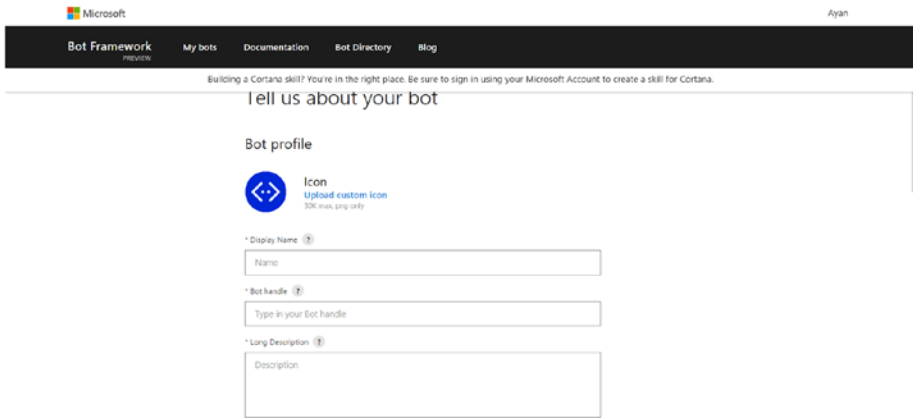 Microsoft
Ayan
Bot Framework
PREVIEW
My bots
Documentation
Bot Directory
Blog
Building a Cortana skill? You're in the right place. Be sure to sign in using your Microsoft Account to create a skill for Cortana.
Tell us about your bot
Bot profile
Icon
Upload custom icon
30K max, png only
* Display Name ?
Name
* Bot handle ?
Type in your Bot handle
* Long Description ?
Description